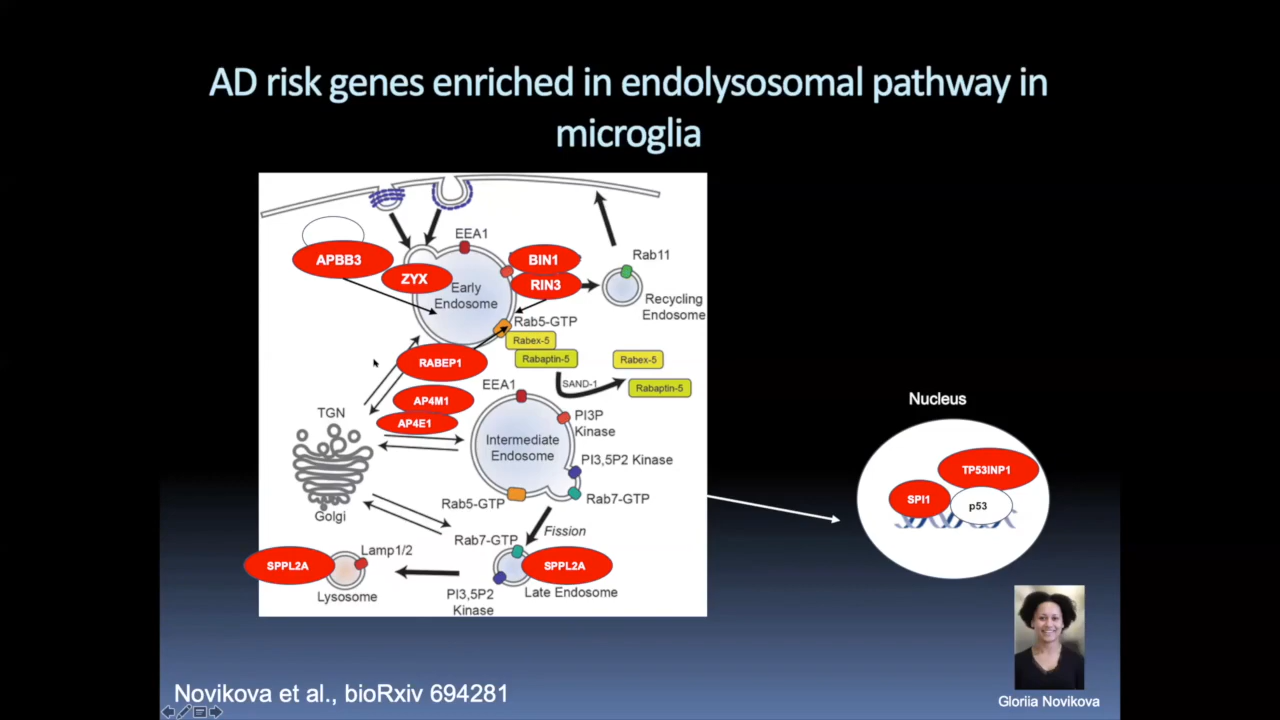 AD risk genes enriched in endolysosomal pathway in
microglia
EEA1
APBB3
BIN1
Rab11
ZYX
RIN3
Early
Endosome
Recycling
Endosome
Rab5-GTP
Rabex-5
Rabaptin-5
Rabex-5
RABEP1
SAND-1
Rabaptin-5
EEA1
AP4M1
TGN
PI3P
Kinase
AP4E1
Intermediate
Endosome
PI3,5P2 Kinase
Rab5-GTP
Rab7-GTP
Golgi
Fission
Rab7-GTP
Lamp1/2
SPPL2A
SPPL2A
Lysosome
PI3,5P2
Kinase
Late Endosome
Nucleus
TP53INP1
SPI1
p53
Novikova et al., bioRxiv 694281
Gloriia Novikova